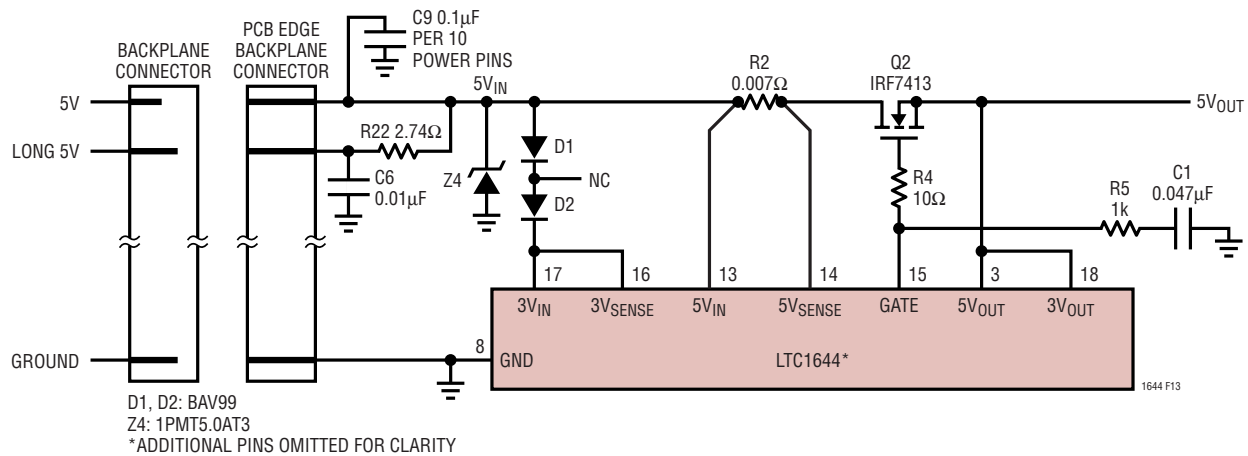 C9 0.1µF
PER 10
POWER PINS
BACKPLANE
CONNECTOR
PCB EDGE
BACKPLANE
CONNECTOR
5V
LONG 5V
GROUND
R22 2.74Ω
C6
0.01µF
5VIN
Z4
D1
NC
D2
R2
0.007Ω
Q2
IRF7413
5VOUT
R4
10Ω
R5
1k
C1
0.047µF
17
16
13
14
15
3
18
3VIN
3VSENSE
5VIN
5VSENSE
GATE
5VOUT
3VOUT
8
GND
LTC1644*
1644 F13
D1, D2: BAV99
Z4: 1PMT5.0AT3
*ADDITIONAL PINS OMITTED FOR CLARITY